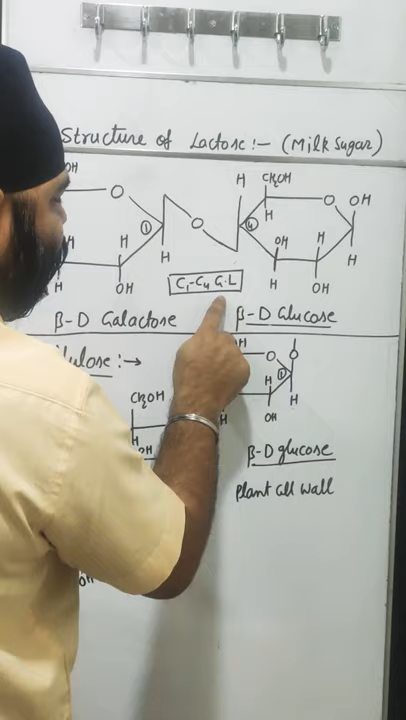 Structure of Lactose:- (Milk Sugar)
OH
O
①
H
H
OH
H
H
O
C₁-C₄ G·L
H
CH₂OH
H
O
OH
④
OH
H
H
H
OH
β-D Galactose
β-D Glucose
ulose:→
CH₂OH
H
OH
H
O
O
①
H
H
OH
H
β-D glucose
Plant Cell Wall
OH